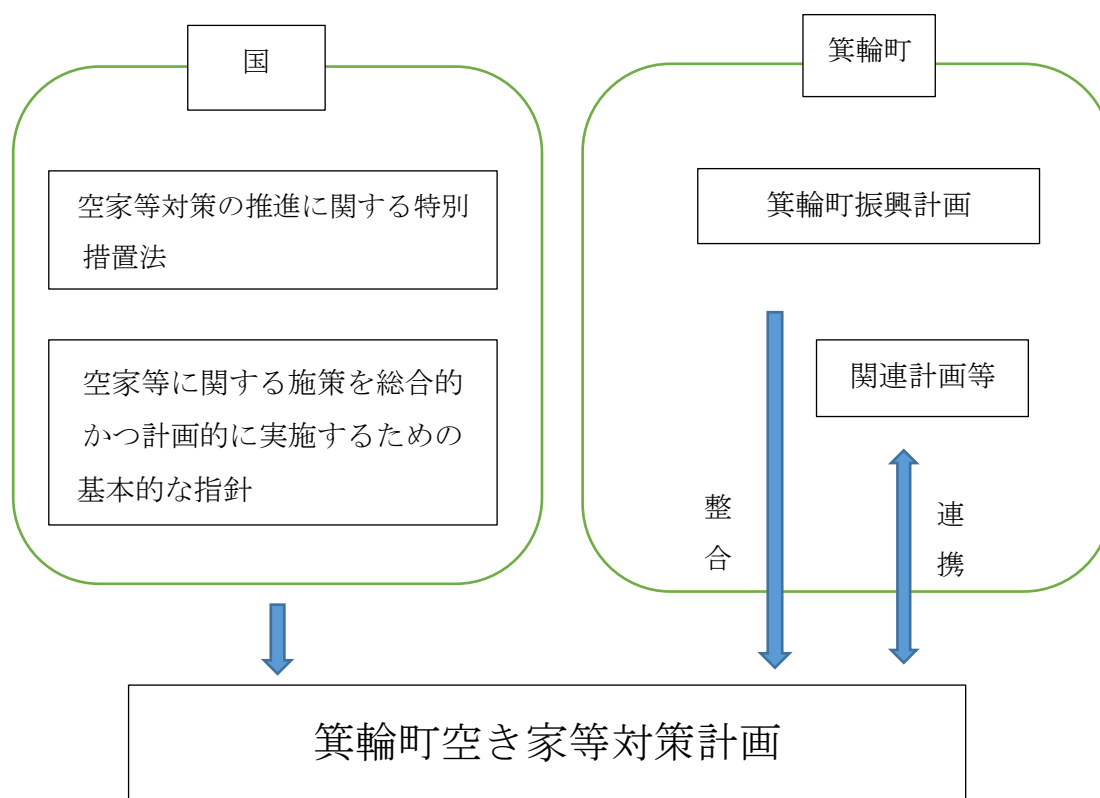 国
空家等対策の推進に関する特別
措置法
空家等に関する施策を総合的
かつ計画的に実施するための
基本的な指針
箕輪町
箕輪町振興計画
関連計画等
整合
連携
箕輪町空き家等対策計画